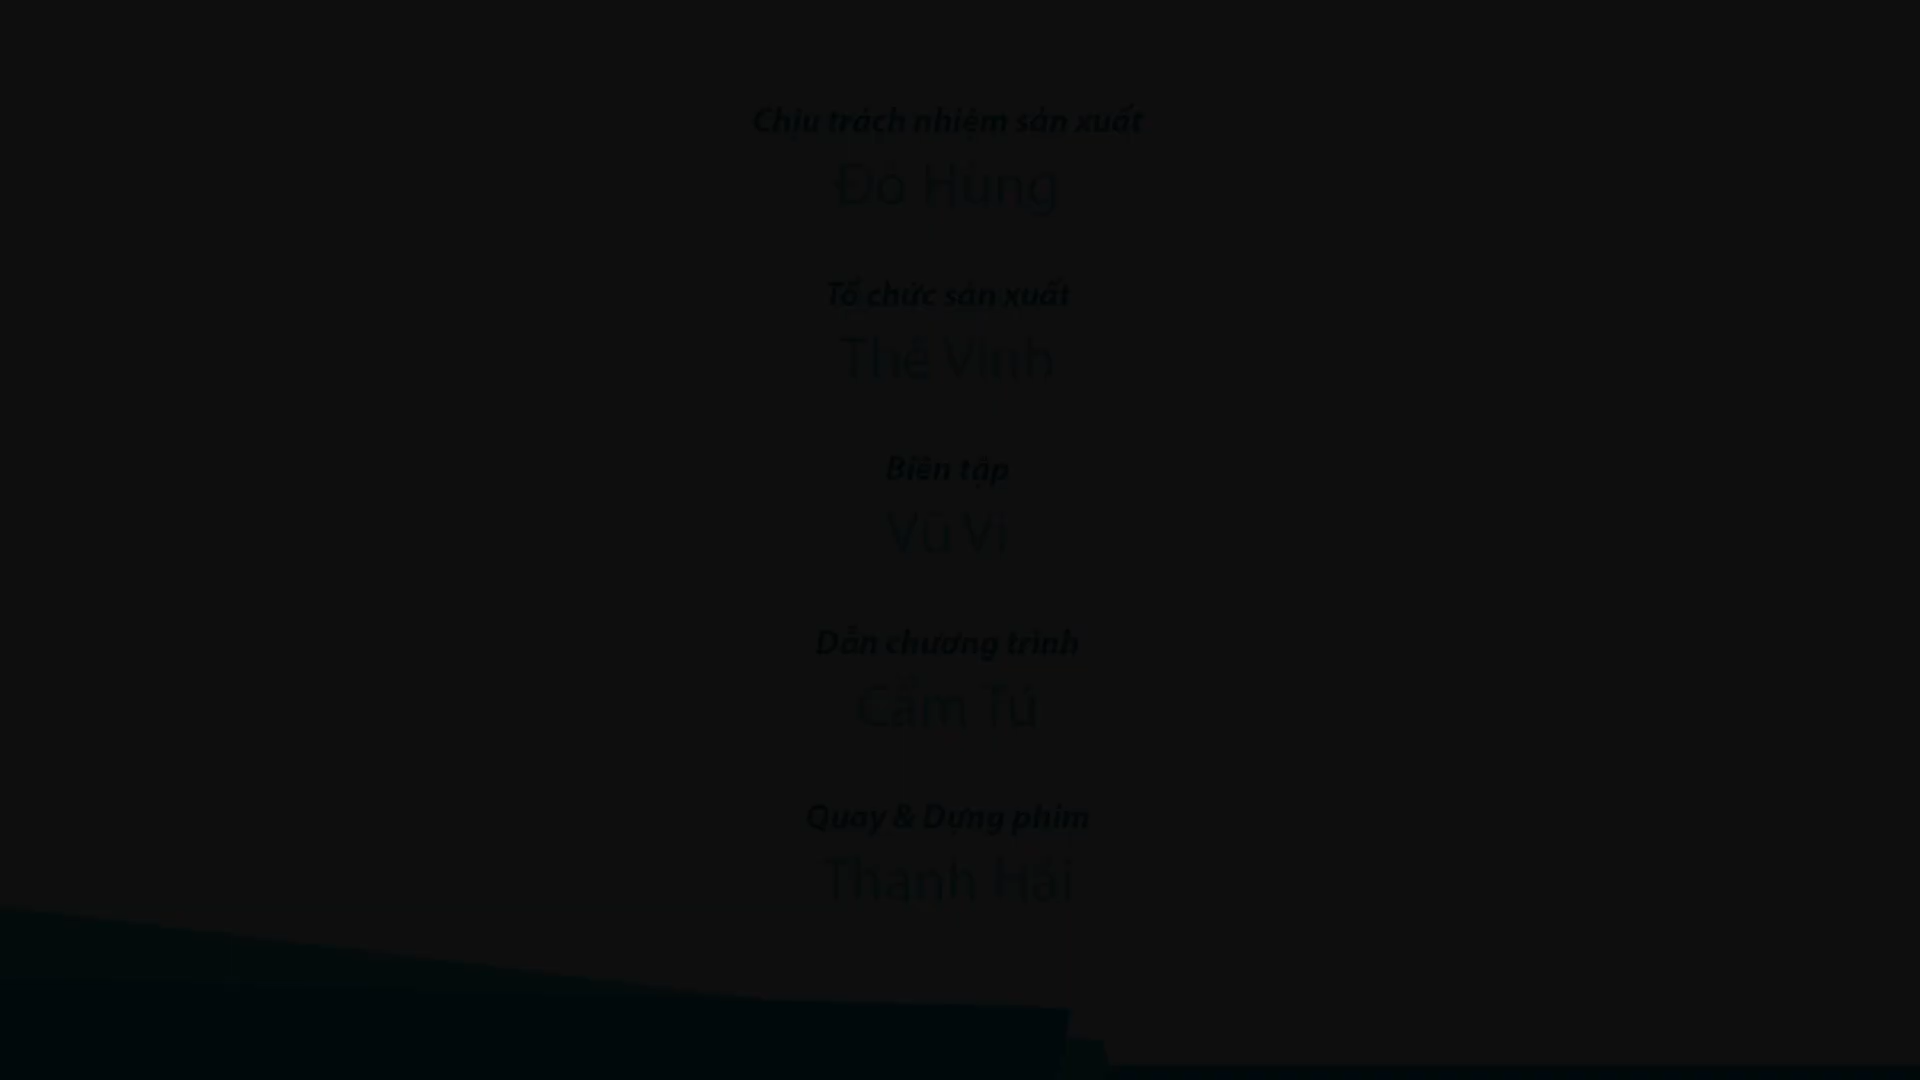 Chịu trách nhiệm sản xuất
Đỗ Hùng
Tổ chức sản xuất
Thế Vinh
Biên tập
Vũ Vị
Dẫn chương trình
Cẩm Tú
Quay & Dựng phim
Thanh Hải